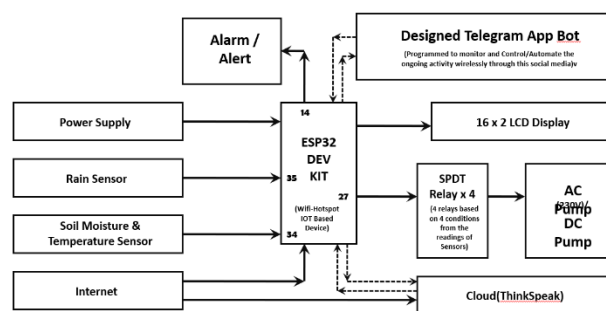 Alarm /
Alert
Designed Telegram App Bot
(Programmed to monitor and Control/Automate the
ongoing activity wirelessly through this social media)v
Power Supply
Rain Sensor
Soil Moisture &
Temperature Sensor
Internet
14
ESP32
DEV
KIT
35
27
(Wifi-Hotspot
IOT Based
Device)
34
16 x 2 LCD Display
SPDT
Relay x 4
(4 relays based
on 4 conditions
from the
readings of
Sensors)
AC
Pump
(230V)/
DC
Pump
Cloud(ThinkSpeak)